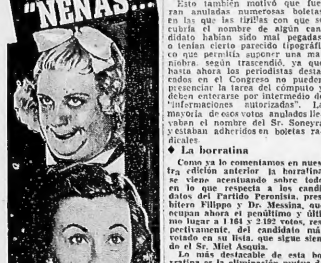 "NENAS...
Esto también motivó que fue-
ran anuladas numerosas boletas
en las que las tirillas con que se
cubría el nombre de algún can-
didato habían sido mal pegadas
o tenían cierto parecido tipográfi-
co que permitía suponer una ma-
niobra, según trascendió, ya que
hasta ahora los periodistas desta-
cados en el Congreso no pueden
presenciar la tarea del cómputo y
deben enterarse por intermedio de
"informaciones autorizadas". La
mayoría de esos votos anulados lle-
vaban el nombre del Sr. Soneyra
y estaban adheridos en boletas ra-
dicales.
♦ La borratina
Como ya lo comentamos en nues-
tra edición anterior la borratina
se viene acentuando sobre todo
en lo que respecta a los candi-
datos del Partido Peronista, pres-
bítero Filippo y Dr. Messina, que
ocupan ahora el penúltimo y últi-
mo lugar a 1164 y 2192 votos, res-
pectivamente, del candidato más
votado en su lista, que sigue sien-
do el Sr. Miel Asquía.
Lo más destacable de esta bo-